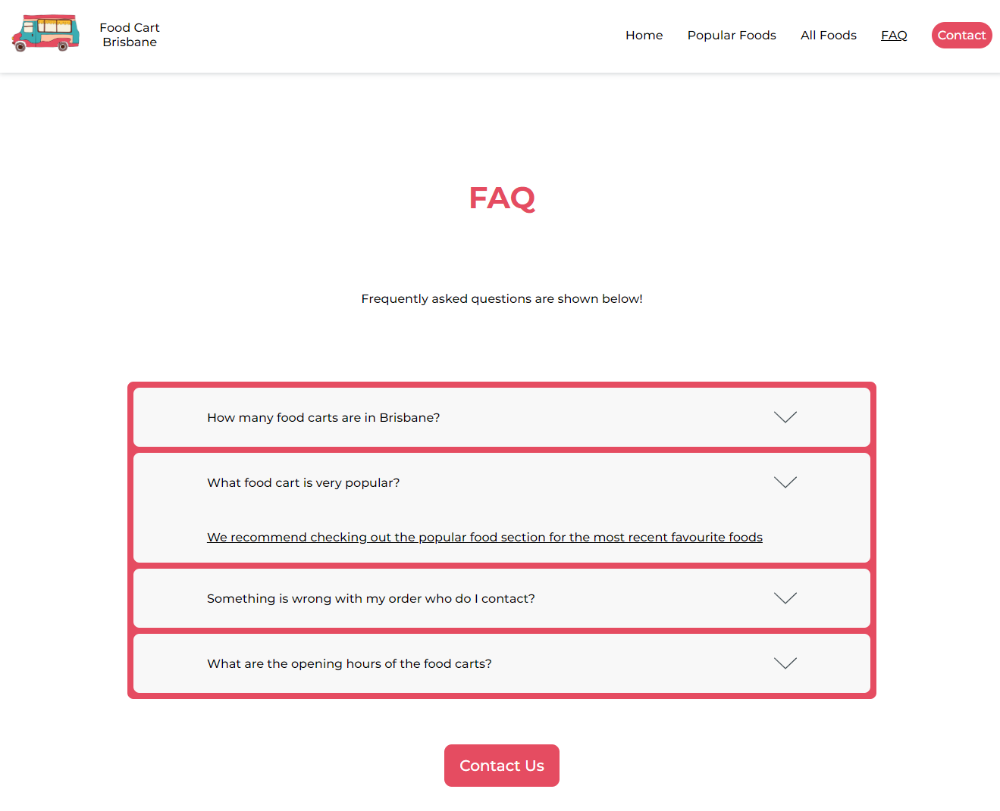 Food Cart
Brisbane
Home
Popular Foods
All Foods
FAQ
Contact
FAQ
Frequently asked questions are shown below!
How many food carts are in Brisbane?
What food cart is very popular?
We recommend checking out the popular food section for the most recent favourite foods
Something is wrong with my order who do I contact?
What are the opening hours of the food carts?
Contact Us